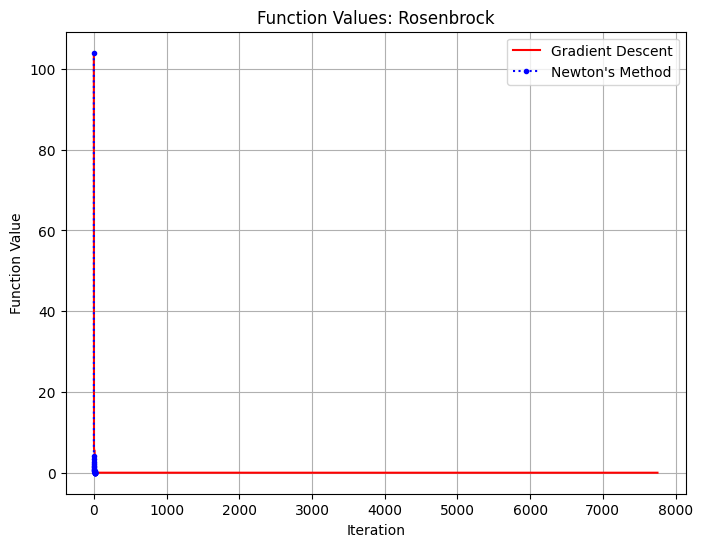 Function Values: Rosenbrock
Gradient Descent
Newton's Method
100
80
60
40
20
0
Function Value
0 1000 2000 3000 4000 5000 6000 7000 8000
Iteration